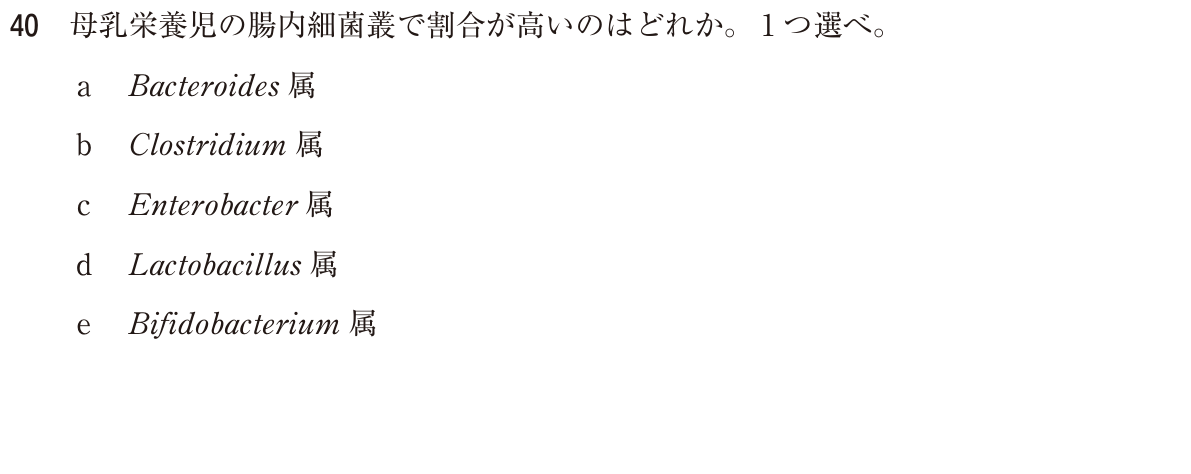 40 母乳栄養児の腸内細菌叢で割合が高いのはどれか。1つ選べ。
a Bacteroides 属
b Clostridium 属
c Enterobacter 属
d Lactobacillus 属
e Bifidobacterium 属